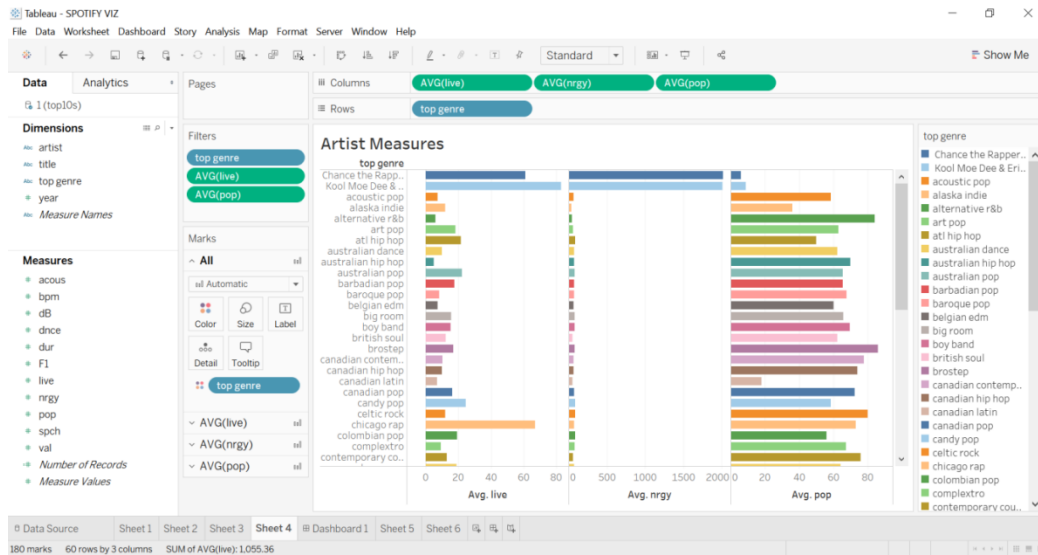 Tableau - SPOTIFY VIZ
File Data Worksheet Dashboard Story Analysis Map Format Server Window Help
Standard
Show Me
Data Analytics
1 (top10s)
Dimensions
Abc artist
Abc title
Abc top genre
# year
Abc Measure Names
Measures
# acous
# bpm
# dB
# dnce
# dur
# F1
# live
# nrgy
# pop
# spch
# val
Number of Records
# Measure Values
Pages
Filters
top genre
AVG(live)
AVG(pop)
Marks
All
Automatic
Color Size Label
Detail Tooltip
top genre
AVG(live)
AVG(nrgy)
AVG(pop)
Columns AVG(live) AVG(nrgy) AVG(pop)
Rows top genre
Artist Measures
top genre
Chance the Rapp..
Kool Moe Dee & ..
acoustic pop
alaska indie
alternative r&b
art pop
atl hip hop
australian dance
australian hip hop
australian pop
barbadian pop
baroque pop
belgian edm
big room
boy band
british soul
brostep
canadian contem..
canadian hip hop
canadian latin
canadian pop
candy pop
celtic rock
chicago rap
colombian pop
complextro
contemporary co..
0 20 40 60 80 0 500 1000 1500 2000 0 20 40 60 80
Avg. live Avg. nrgy Avg. pop
top genre
Chance the Rapper..
Kool Moe Dee & Eri..
acoustic pop
alaska indie
alternative r&b
art pop
atl hip hop
australian dance
australian hip hop
australian pop
barbadian pop
baroque pop
belgian edm
big room
boy band
british soul
brostep
canadian contemp..
canadian hip hop
canadian latin
canadian pop
candy pop
celtic rock
chicago rap
colombian pop
complextro
contemporary cou..
Data Source Sheet 1 Sheet 2 Sheet 3 Sheet 4 Dashboard 1 Sheet 5 Sheet 6
180 marks 60 rows by 3 columns SUM of AVG(live): 1,055.36